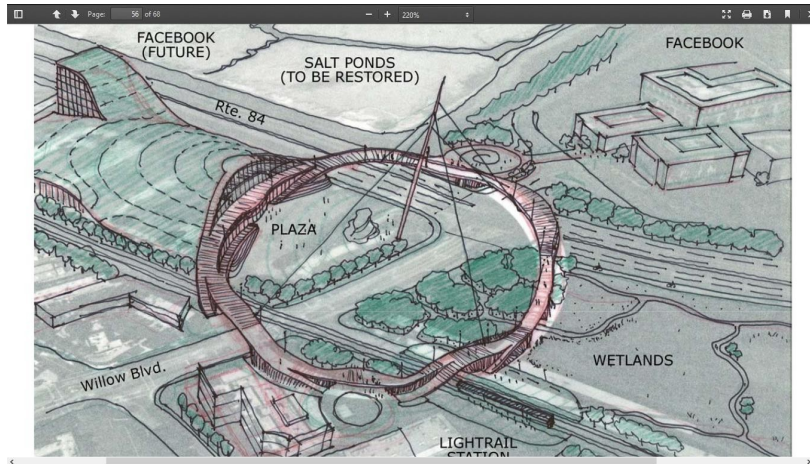 Page: 56 of 68
220%
FACEBOOK
(FUTURE)
SALT PONDS
(TO BE RESTORED)
FACEBOOK
Rte. 84
PLAZA
WETLANDS
Willow Blvd.
LIGHTRAIL
STATION